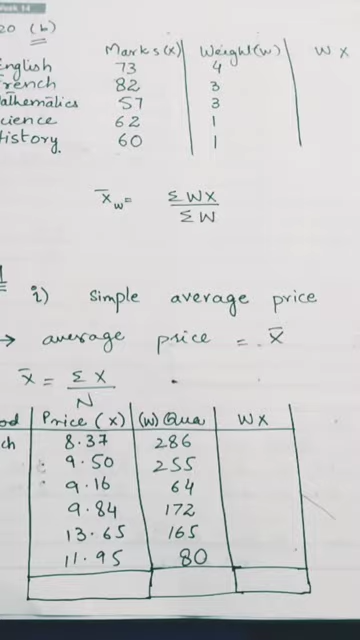 Week 14
20 (b)
Marks(x) Weight(w) W X
English 73 4
French 82 3
Mathematics 57 3
Science 62 1
History 60 1
x̄w = ΣWX
ΣW
i) simple average price
→ average price = X̄
x̄ = ΣX
N
Price (X) (W) Qua WX
8.37 286
9.50 255
9.16 64
9.84 172
13.65 165
11.95 80